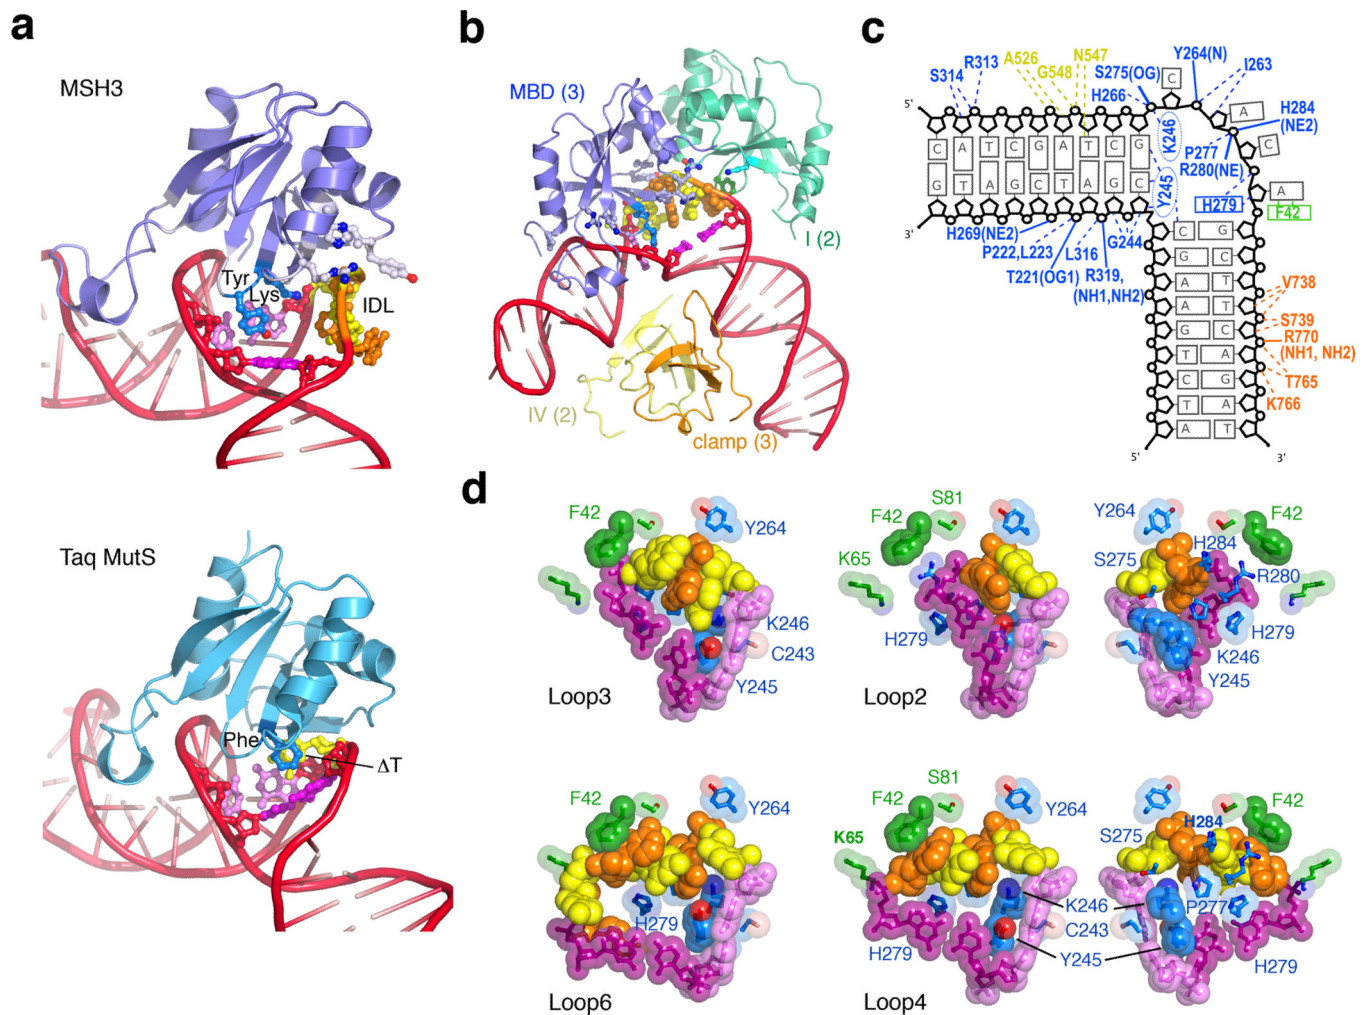 a
MSH3
Tyr
Lys
IDL
Taq MutS
Phe
ΔT
b
MBD (3)
I (2)
IV (2)
clamp (3)
c
S314
R313
A526
G548
N547
S275(OG)
H266
Y264(N)
I263
H284
(NE2)
P277
R280(NE)
K246
Y245
H279
F42
5'
3'
C A T C G A T C G
G T A G C T A G C
C
A
C
A
H269(NE2)
P222,L223
T221(OG1)
L316
R319,
(NH1,NH2)
G244
C G
G C
A T
A T
G C
T A
C G
T A
A T
V738
S739
R770
(NH1, NH2)
T765
K766
5'
3'
d
F42
Y264
K246
C243
Y245
Loop3
S81
F42
K65
H279
Loop2
Y264
F42
S275
H284
R280
H279
K246
Y245
F42
S81
Y264
H279
Loop6
F42
S81
Y264
K65
K246
C243
H279
Y245
Loop4
S275
H284
F42
P277
H279